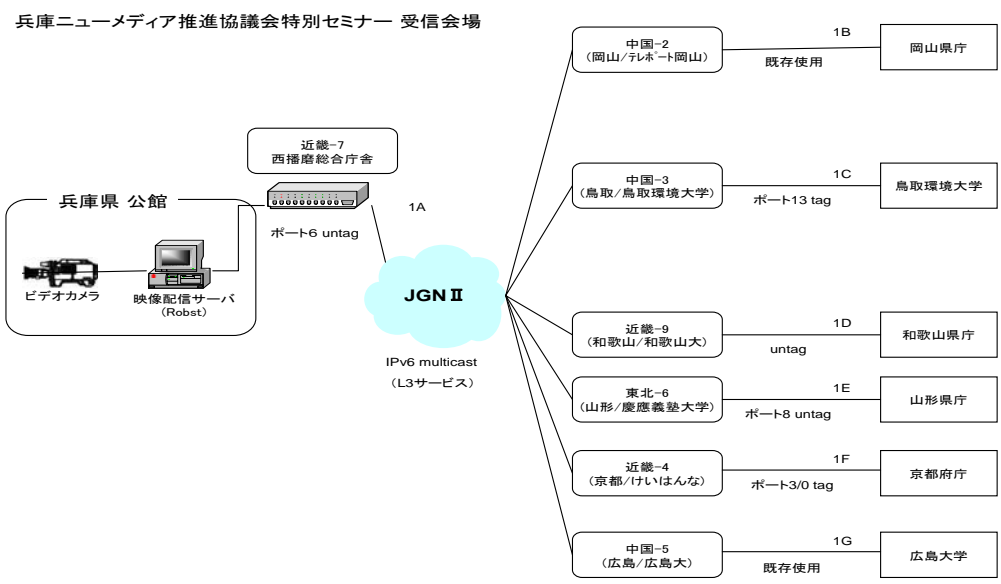 兵庫ニューメディア推進協議会特別セミナー 受信会場
近畿-7
西播磨総合庁舎
兵庫県 公館
ポート6 untag
1A
ビデオカメラ
映像配信サーバ
(Robst)
JGNⅡ
IPv6 multicast
(L3サービス)
中国-2
(岡山/テレポート岡山)
1B
既存使用
岡山県庁
中国-3
(鳥取/鳥取環境大学)
1C
ポート13 tag
鳥取環境大学
近畿-9
(和歌山/和歌山大)
1D
untag
和歌山県庁
東北-6
(山形/慶應義塾大学)
1E
ポート8 untag
山形県庁
近畿-4
(京都/けいはんな)
1F
ポート3/0 tag
京都府庁
中国-5
(広島/広島大)
1G
既存使用
広島大学